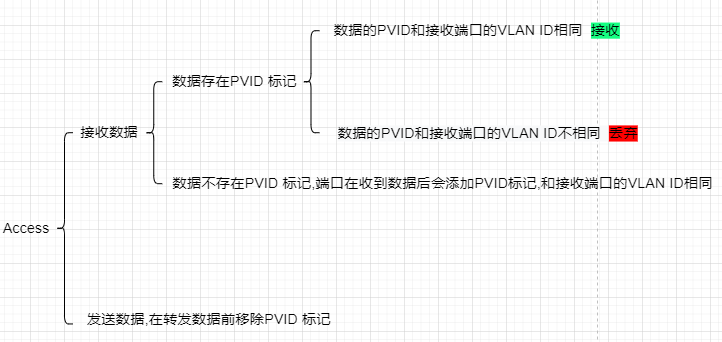 数据的PVID和接收端口的VLAN ID相同 接收
数据存在PVID 标记
接收数据
数据的PVID和接收端口的VLAN ID不相同 丢弃
数据不存在PVID 标记,端口在收到数据后会添加PVID标记,和接收端口的VLAN ID相同
Access
发送数据,在转发数据前移除PVID 标记